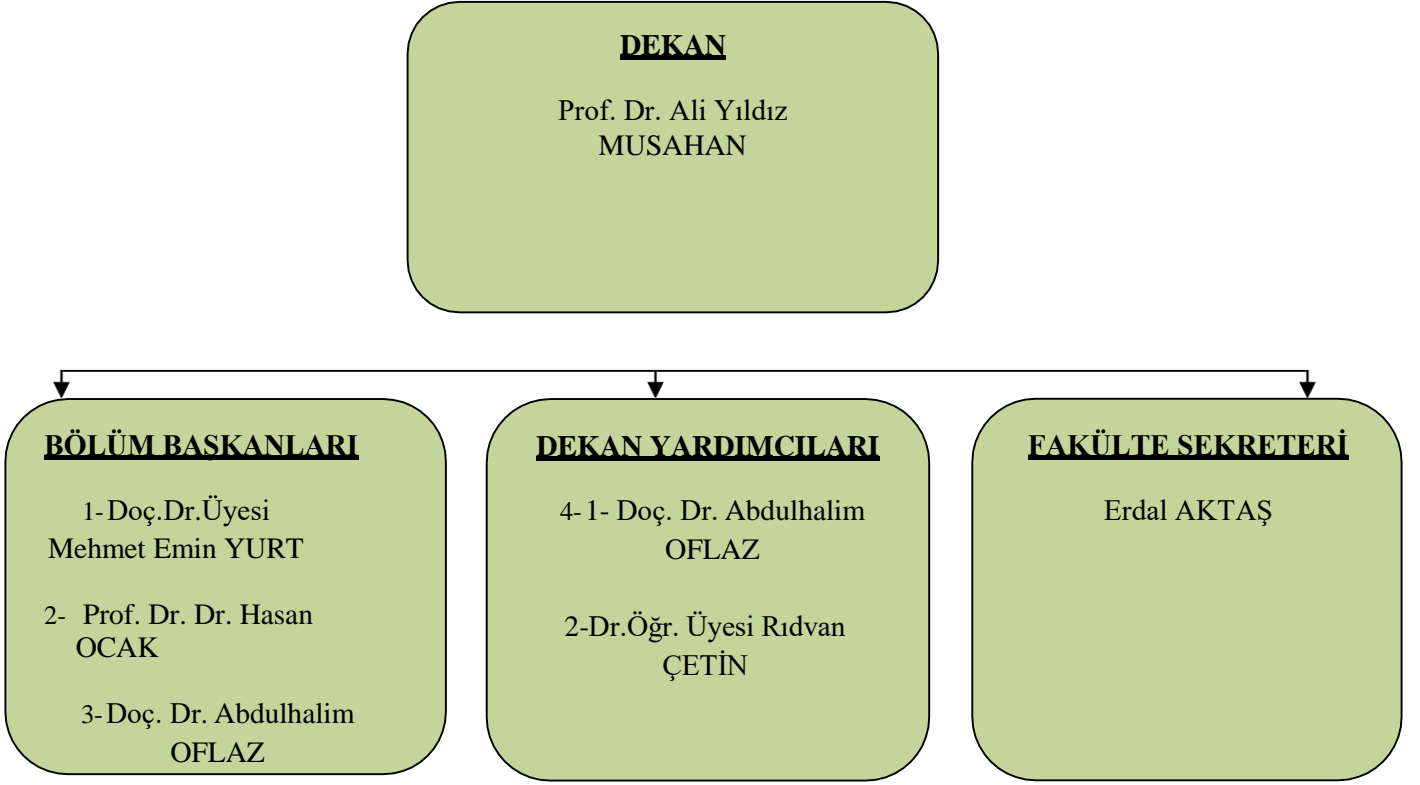 DEKAN
Prof. Dr. Ali Yıldız
MUSAHAN
BÖLÜM BAŞKANLARI
1-Doç.Dr.Üyesi
Mehmet Emin YURT
2- Prof. Dr. Dr. Hasan
OCAK
3-Doç. Dr. Abdulhalim
OFLAZ
DEKAN YARDIMCILARI
4-1- Doç. Dr. Abdulhalim
OFLAZ
2-Dr.Öğr. Üyesi Rıdvan
ÇETİN
FAKÜLTE SEKRETERİ
Erdal AKTAŞ